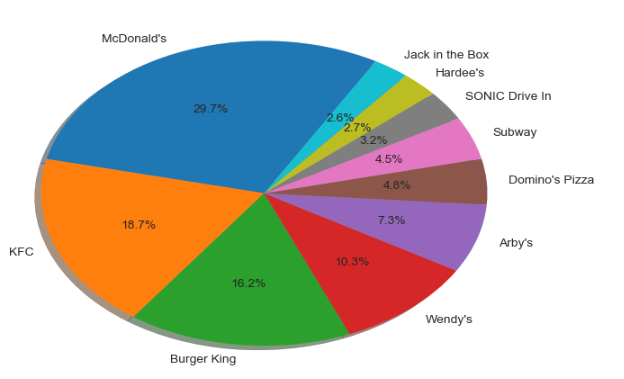 McDonald's
Jack in the Box
Hardee's
SONIC Drive In
Subway
Domino's Pizza
Arby's
Wendy's
Burger King
KFC
29.7%
2.6%
2.7%
3.2%
4.5%
4.8%
7.3%
10.3%
16.2%
18.7%